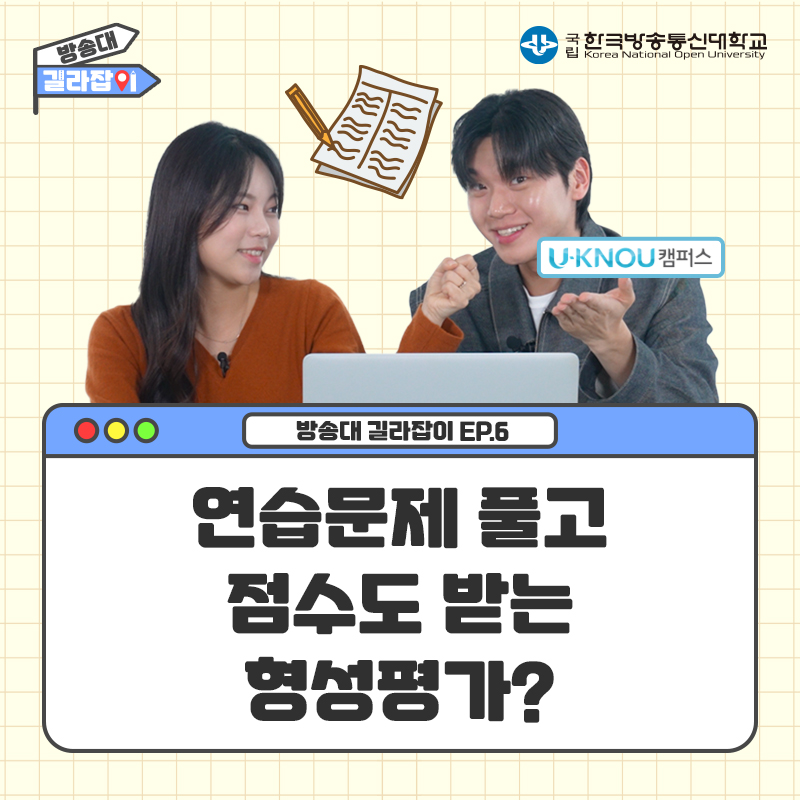 방송대
길라잡이
국립 한국방송통신대학교
Korea National Open University
U·KNOU 캠퍼스
방송대 길라잡이 EP.6
연습문제 풀고
점수도 받는
형성평가?